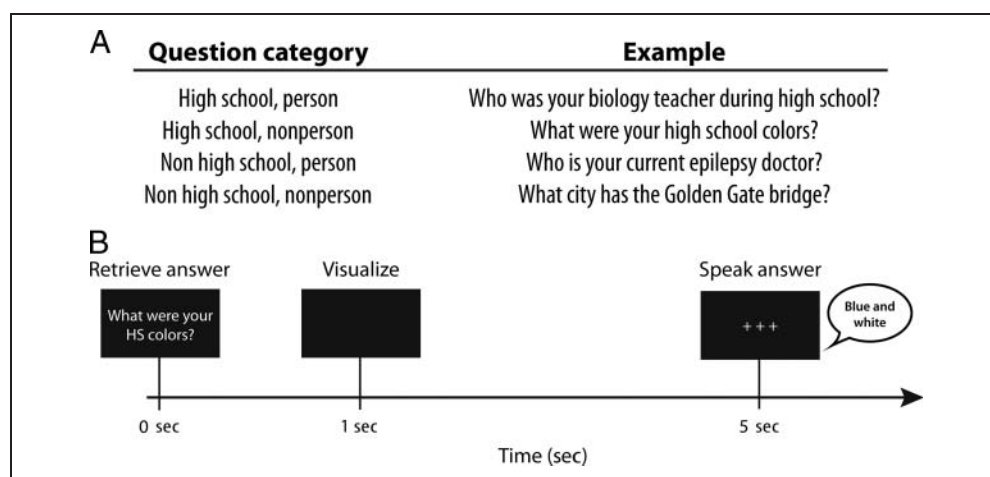 A
Question category Example
High school, person Who was your biology teacher during high school?
High school, nonperson What were your high school colors?
Non high school, person Who is your current epilepsy doctor?
Non high school, nonperson What city has the Golden Gate bridge?
B
Retrieve answer Visualize Speak answer
What were your
HS colors?
+ + +
Blue and
white
0 sec 1 sec 5 sec
Time (sec)